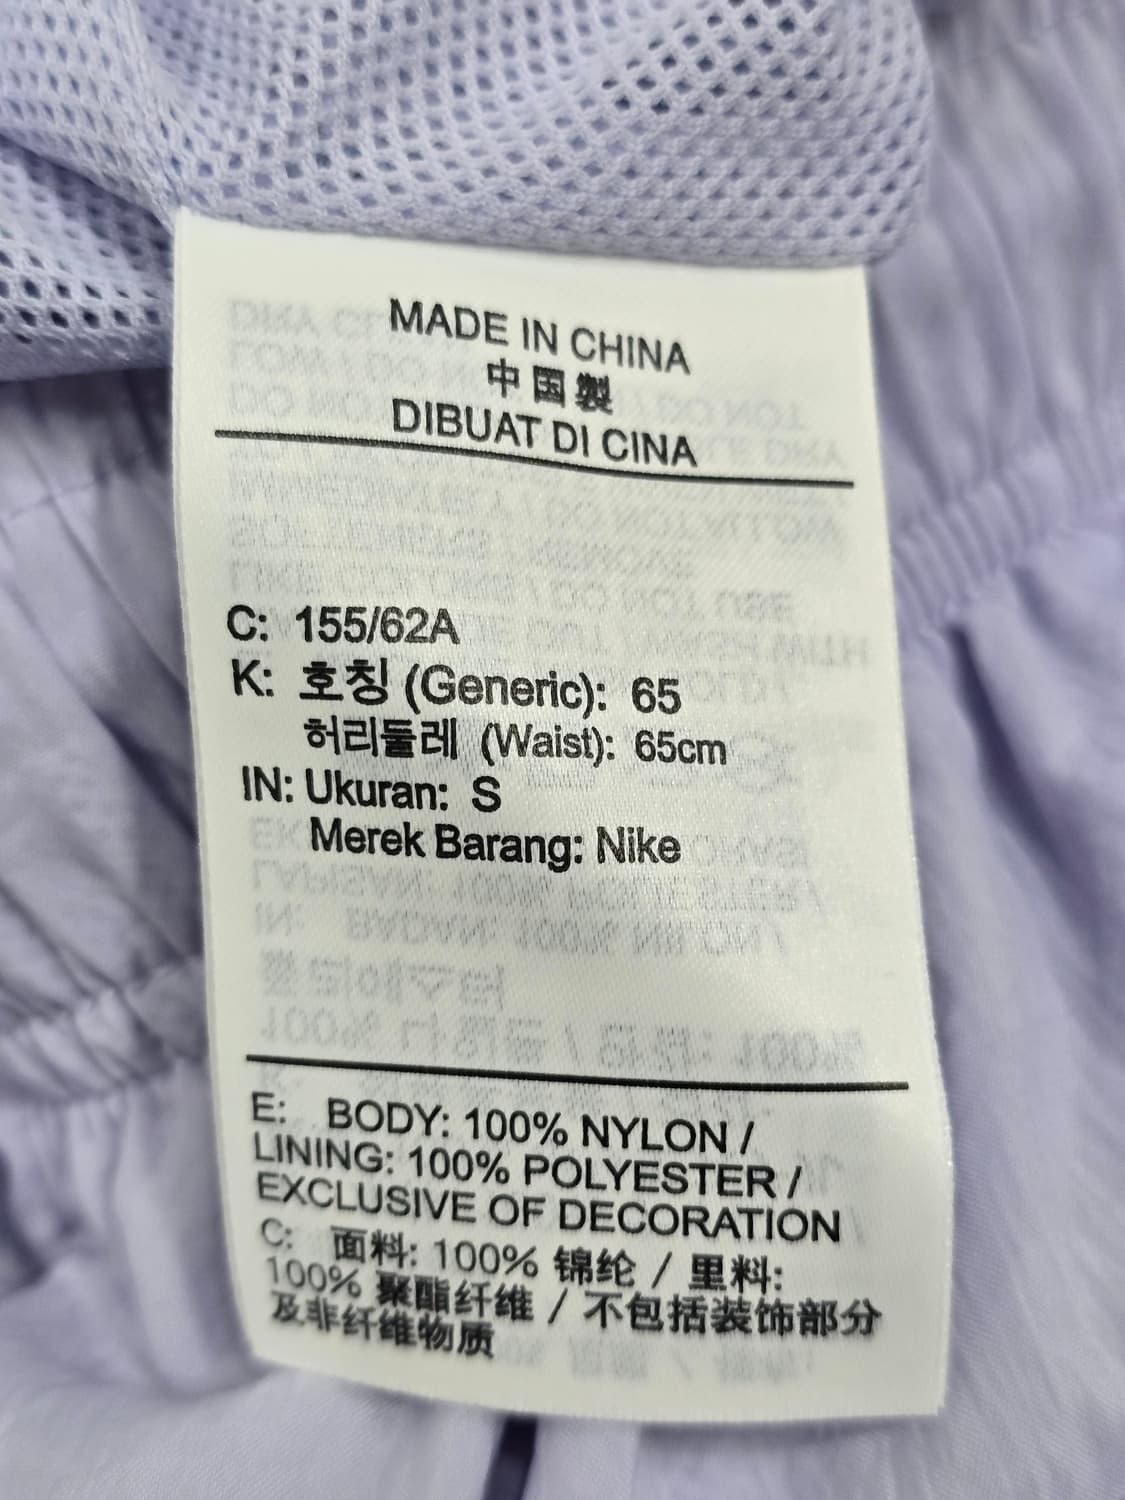 MADE IN CHINA
中国製
DIBUAT DI CINA
C: 155/62A
K: 호칭 (Generic): 65
허리둘레 (Waist): 65cm
IN: Ukuran: S
Merek Barang: Nike
E: BODY: 100% NYLON /
LINING: 100% POLYESTER /
EXCLUSIVE OF DECORATION
C: 面料: 100% 锦纶 / 里料:
100% 聚酯纤维 / 不包括装饰部分
及非纤维物质